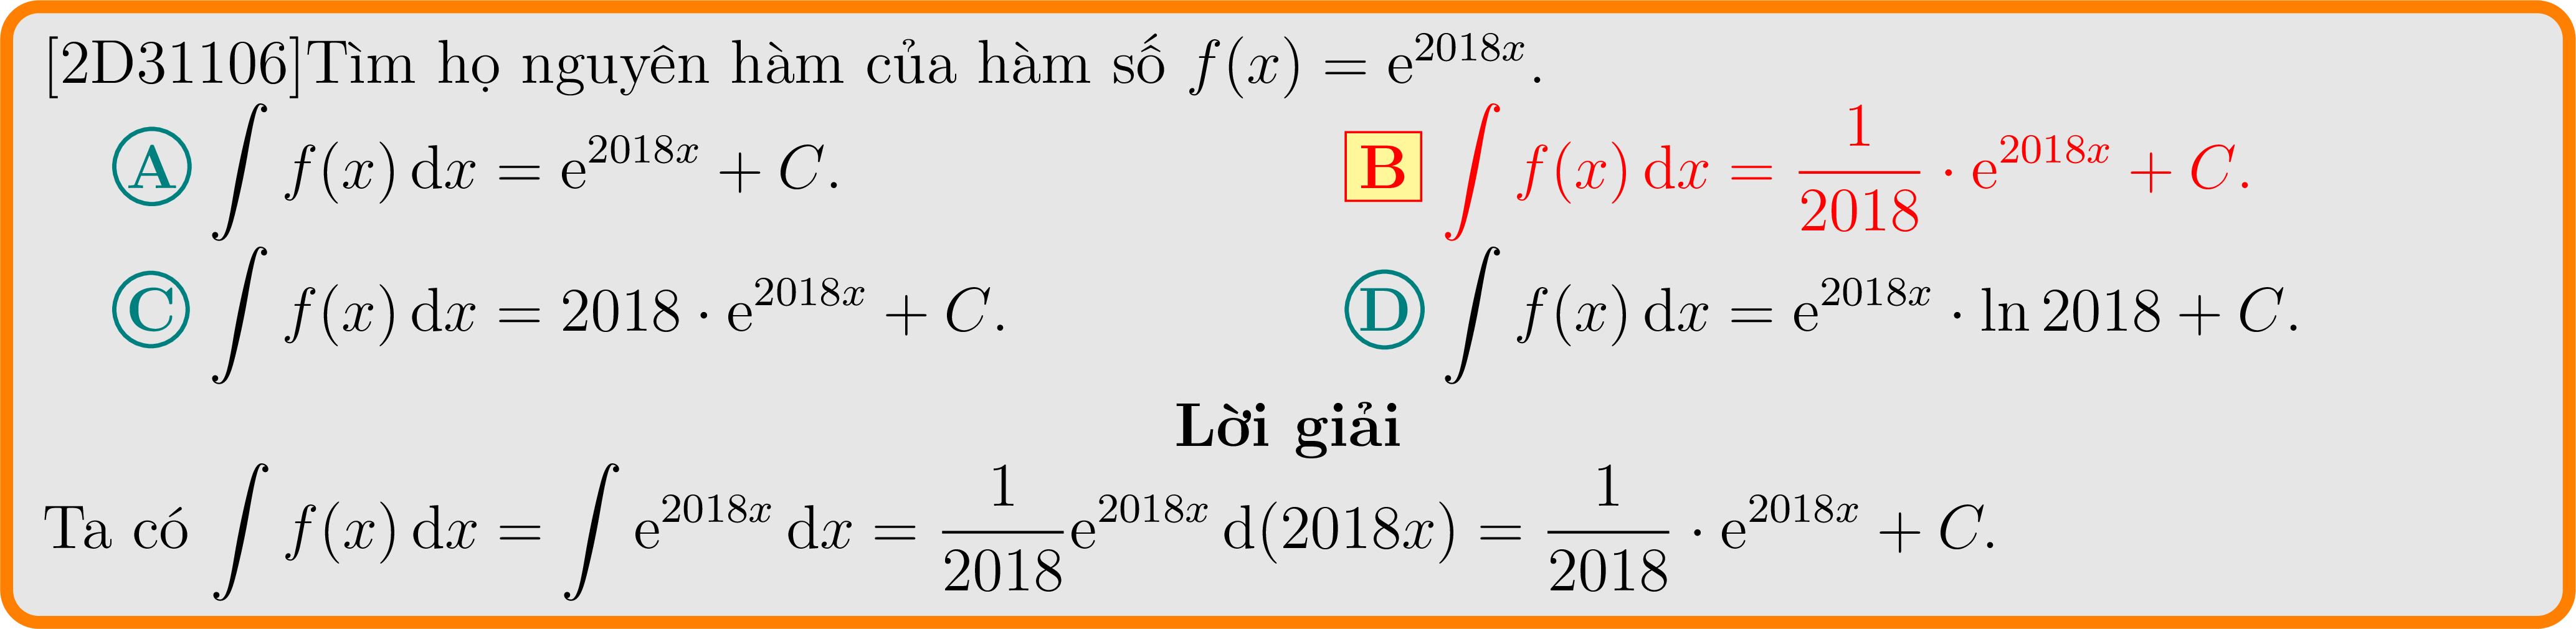 [2D31106]Tìm họ nguyên hàm của hàm số $f(x) = \mathrm{e}^{2018x}$.
Ⓐ $\int f(x)\,\mathrm{d}x = \mathrm{e}^{2018x} + C.$ B $\int f(x)\,\mathrm{d}x = \frac{1}{2018} \cdot \mathrm{e}^{2018x} + C.$
Ⓒ $\int f(x)\,\mathrm{d}x = 2018 \cdot \mathrm{e}^{2018x} + C.$ Ⓓ $\int f(x)\,\mathrm{d}x = \mathrm{e}^{2018x} \cdot \ln 2018 + C.$
Lời giải
Ta có $\int f(x)\,\mathrm{d}x = \int \mathrm{e}^{2018x}\,\mathrm{d}x = \frac{1}{2018}\mathrm{e}^{2018x}\,\mathrm{d}(2018x) = \frac{1}{2018} \cdot \mathrm{e}^{2018x} + C.$